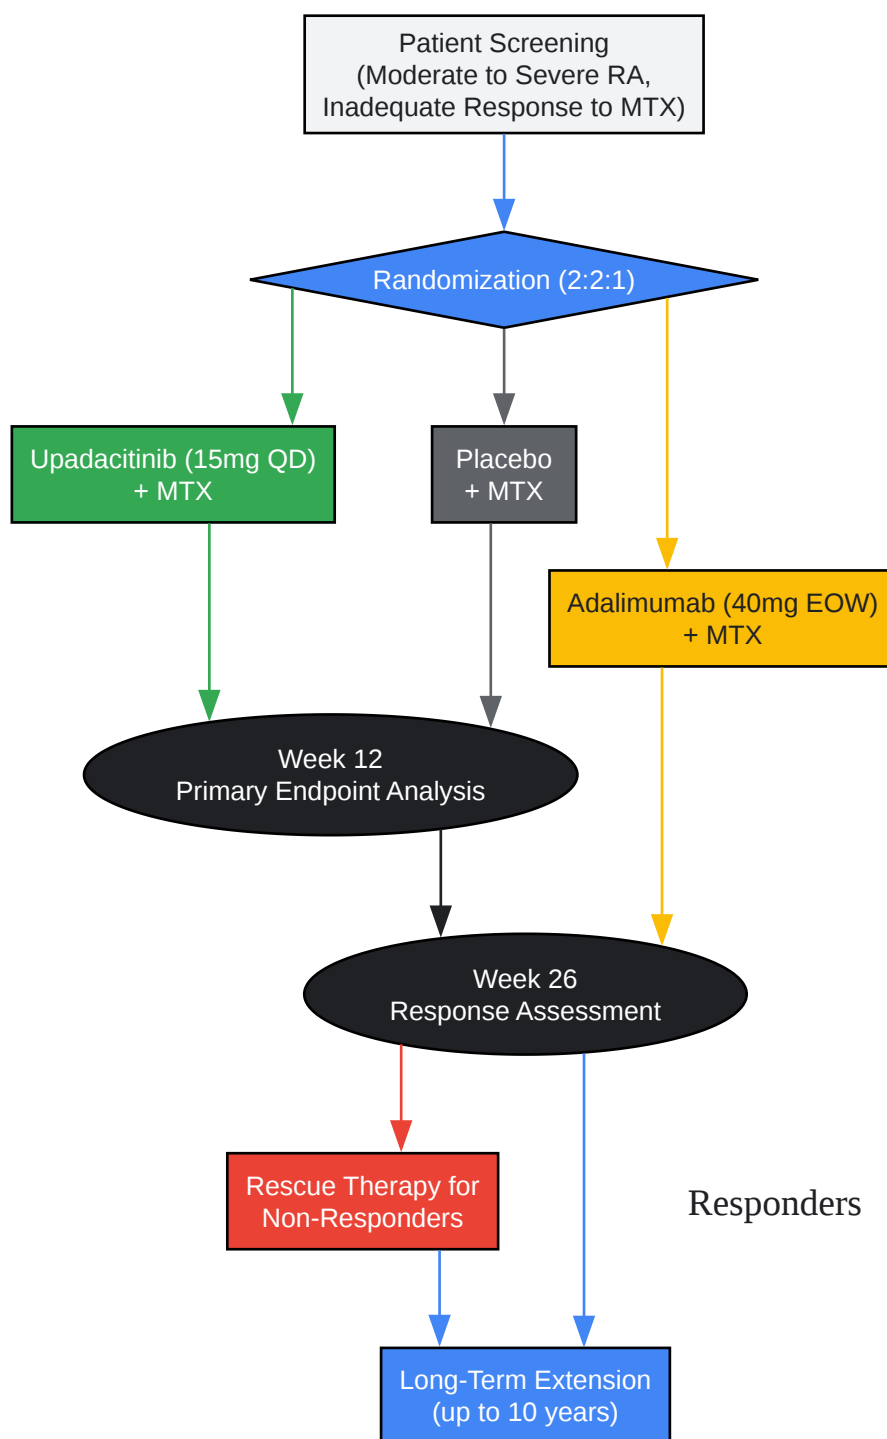 Patient Screening
(Moderate to Severe RA,
Inadequate Response to MTX)
Randomization (2:2:1)
Upadacitinib (15mg QD)
+ MTX
Placebo
+ MTX
Adalimumab (40mg EOW)
+ MTX
Week 12
Primary Endpoint Analysis
Week 26
Response Assessment
Rescue Therapy for
Non-Responders
Responders
Long-Term Extension
(up to 10 years)